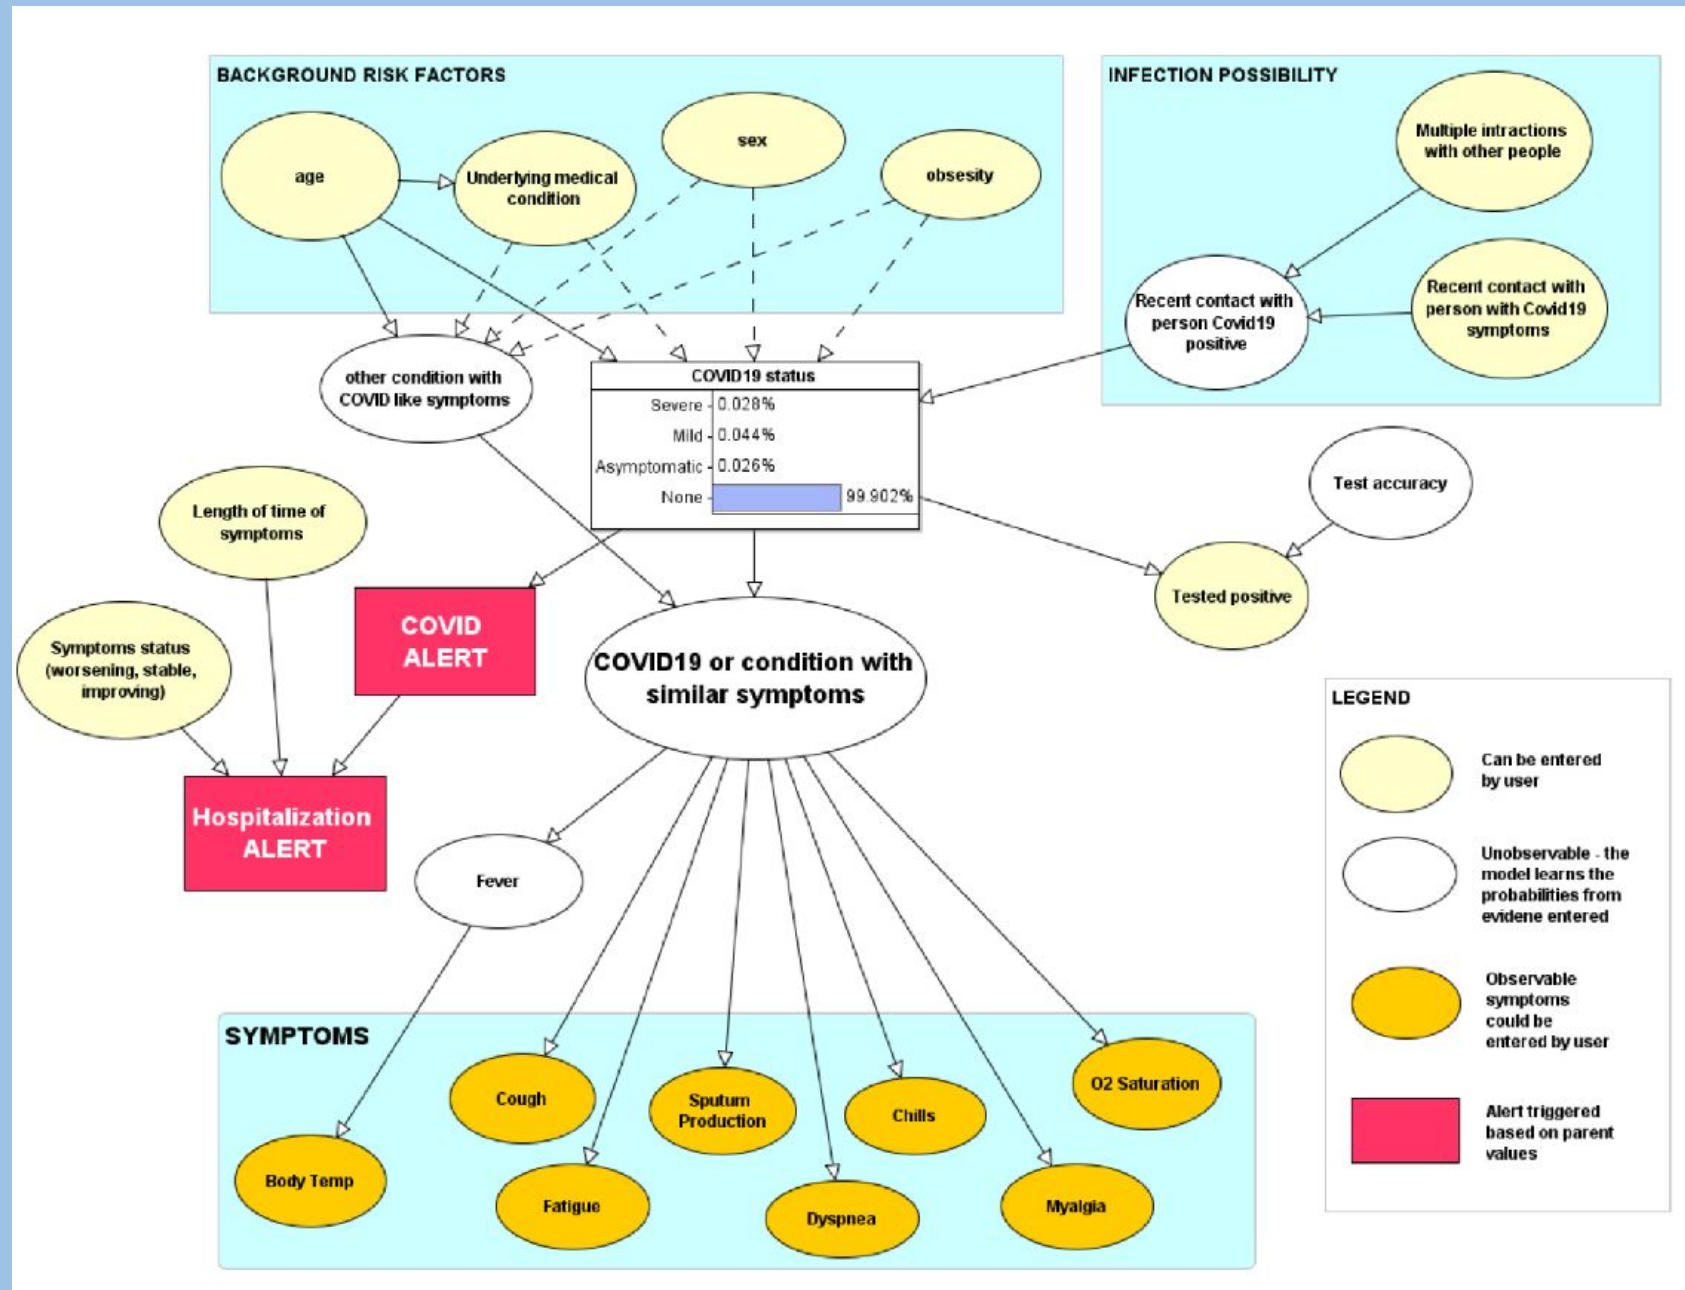 BACKGROUND RISK FACTORS
age
Underlying medical
condition
sex
obsesity
INFECTION POSSIBILITY
Multiple intractions
with other people
Recent contact with
person Covid19
positive
Recent contact with
person with Covid19
symptoms
other condition with
COVID like symptoms
COVID19 status
Severe - 0.028%
Mild - 0.044%
Asymptomatic - 0.026%
None - 99.902%
Test accuracy
Tested positive
Length of time of
symptoms
Symptoms status
(worsening, stable,
improving)
COVID
ALERT
Hospitalization
ALERT
COVID19 or condition with
similar symptoms
Fever
SYMPTOMS
Body Temp
Cough
Fatigue
Sputum
Production
Dyspnea
Chills
Myalgia
O2 Saturation
LEGEND
Can be entered
by user
Unobservable - the
model learns the
probabilities from
evidene entered
Observable
symptoms
could be
entered by user
Alert triggered
based on parent
values